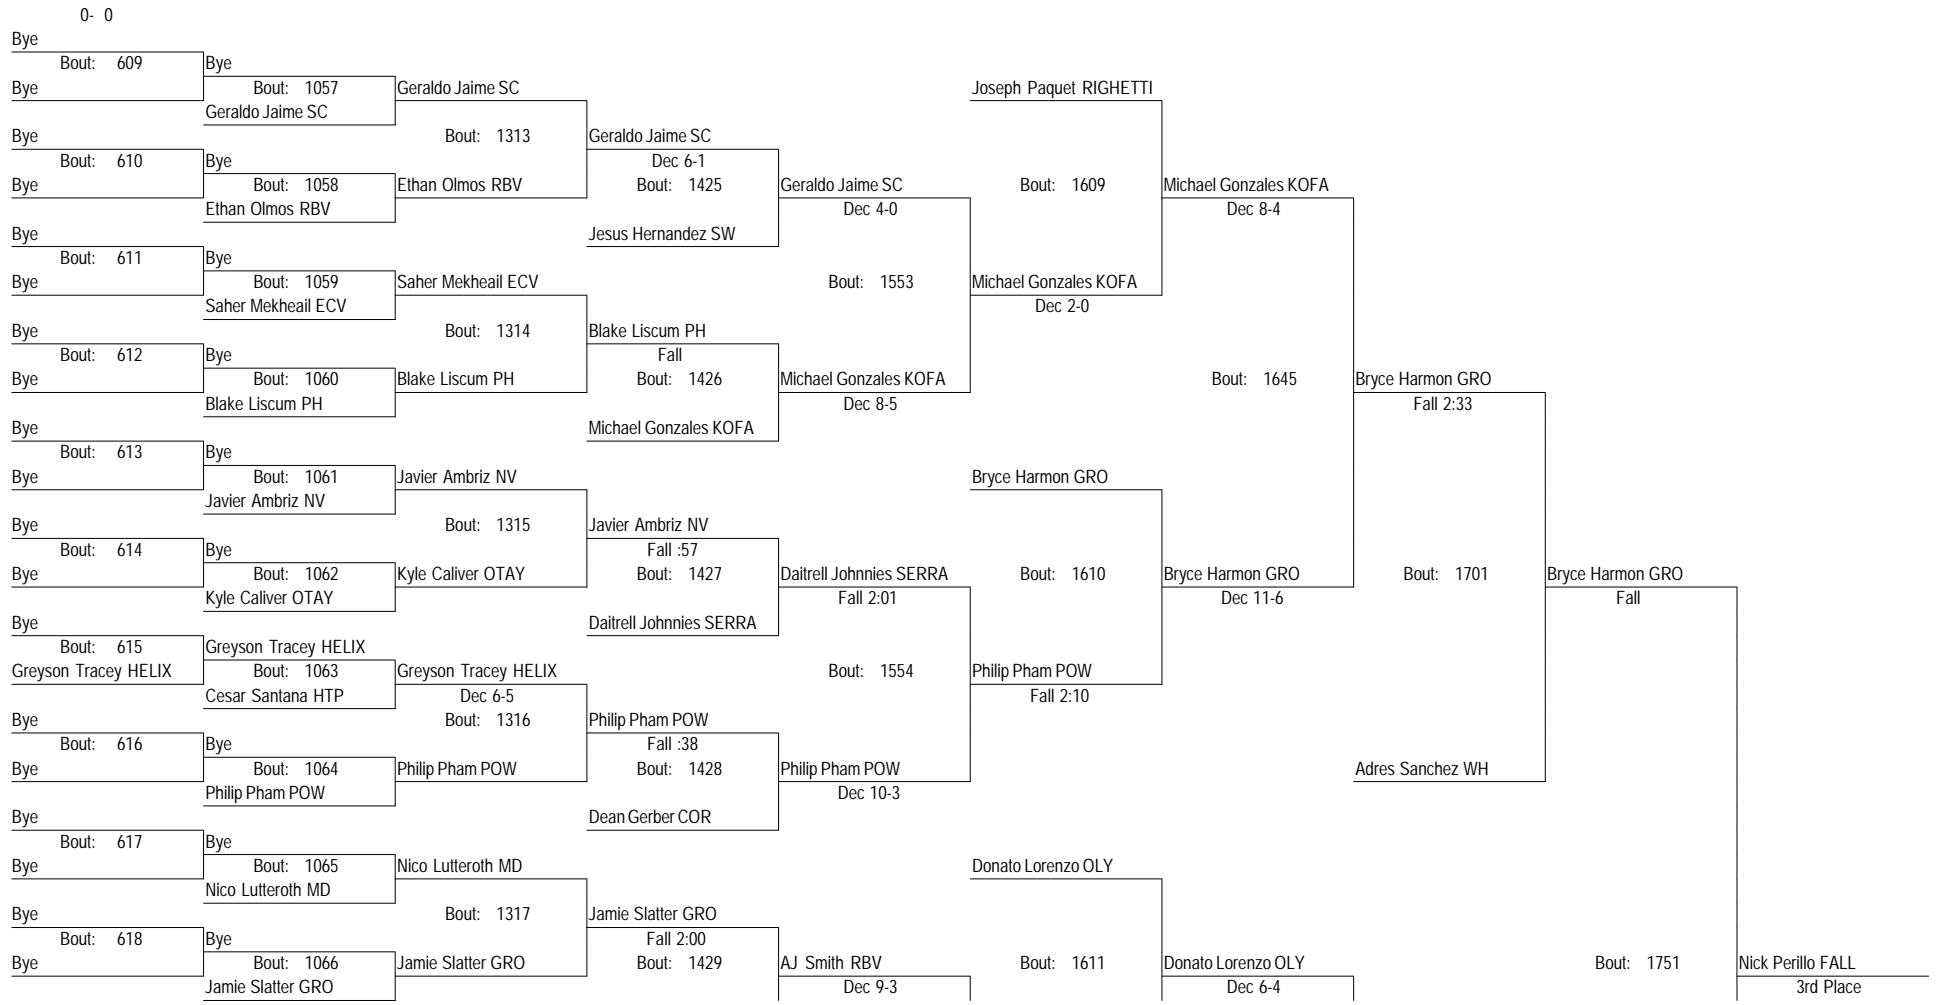 0- 0
Bye
Bout: 609 Bye
Bye Bout: 1057 Geraldo Jaime SC Joseph Paquet RIGHETTI
Geraldo Jaime SC
Bye Bout: 1313 Geraldo Jaime SC
Bout: 610 Bye Dec 6-1
Bye Bout: 1058 Ethan Olmos RBV Bout: 1425 Geraldo Jaime SC Bout: 1609 Michael Gonzales KOFA
Ethan Olmos RBV Dec 4-0 Dec 8-4
Bye Jesus Hernandez SW
Bout: 611 Bye
Bye Bout: 1059 Saher Mekheail ECV Bout: 1553 Michael Gonzales KOFA
Saher Mekheail ECV Dec 2-0
Bye Bout: 1314 Blake Liscum PH
Bout: 612 Bye Fall
Bye Bout: 1060 Blake Liscum PH Bout: 1426 Michael Gonzales KOFA Bout: 1645 Bryce Harmon GRO
Blake Liscum PH Dec 8-5 Fall 2:33
Bye Michael Gonzales KOFA
Bout: 613 Bye
Bye Bout: 1061 Javier Ambriz NV Bryce Harmon GRO
Javier Ambriz NV
Bye Bout: 1315 Javier Ambriz NV
Bout: 614 Bye Fall :57
Bye Bout: 1062 Kyle Caliver OTAY Bout: 1427 Daitrell Johnnies SERRA Bout: 1610 Bryce Harmon GRO Bout: 1701 Bryce Harmon GRO
Kyle Caliver OTAY Fall 2:01 Dec 11-6 Fall
Bye Daitrell Johnnies SERRA
Bout: 615 Greyson Tracey HELIX
Greyson Tracey HELIX Bout: 1063 Greyson Tracey HELIX Bout: 1554 Philip Pham POW
Cesar Santana HTP Dec 6-5 Fall 2:10
Bye Bout: 1316 Philip Pham POW
Bout: 616 Bye Fall :38
Bye Bout: 1064 Philip Pham POW Bout: 1428 Philip Pham POW Adres Sanchez WH
Philip Pham POW Dec 10-3
Bye Dean Gerber COR
Bout: 617 Bye
Bye Bout: 1065 Nico Lutteroth MD Donato Lorenzo OLY
Nico Lutteroth MD
Bye Bout: 1317 Jamie Slatter GRO
Bout: 618 Bye Fall 2:00
Bye Bout: 1066 Jamie Slatter GRO Bout: 1429 AJ Smith RBV Bout: 1611 Donato Lorenzo OLY Bout: 1751 Nick Perillo FALL
Jamie Slatter GRO Dec 9-3 Dec 6-4 3rd Place